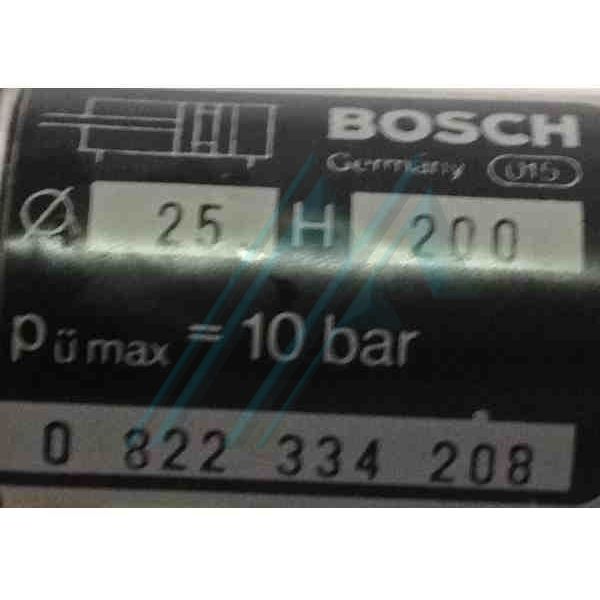 BOSCH
Germany 015
Ø 25 H 200
pü max = 10 bar
0 822 334 208